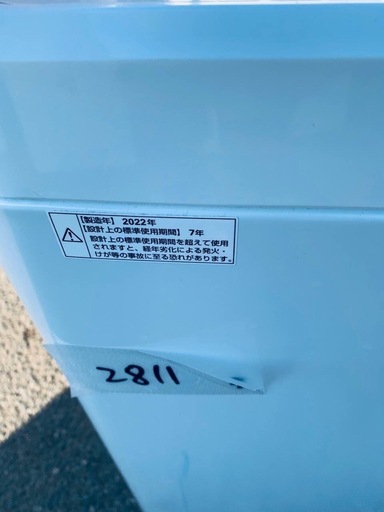 【製造年】2022年
【設計上の標準使用期間】7年
設計上の標準使用期間を超えて使用
されますと、経年劣化による発火・
けが等の事故に至る恐れがあります。
2811